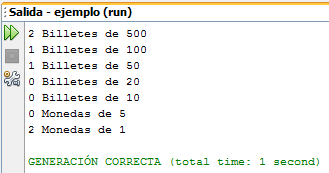 Salida - ejemplo (run)
2 Billetes de 500
1 Billetes de 100
1 Billetes de 50
0 Billetes de 20
0 Billetes de 10
0 Monedas de 5
2 Monedas de 1
GENERACIÓN CORRECTA (total time: 1 second)